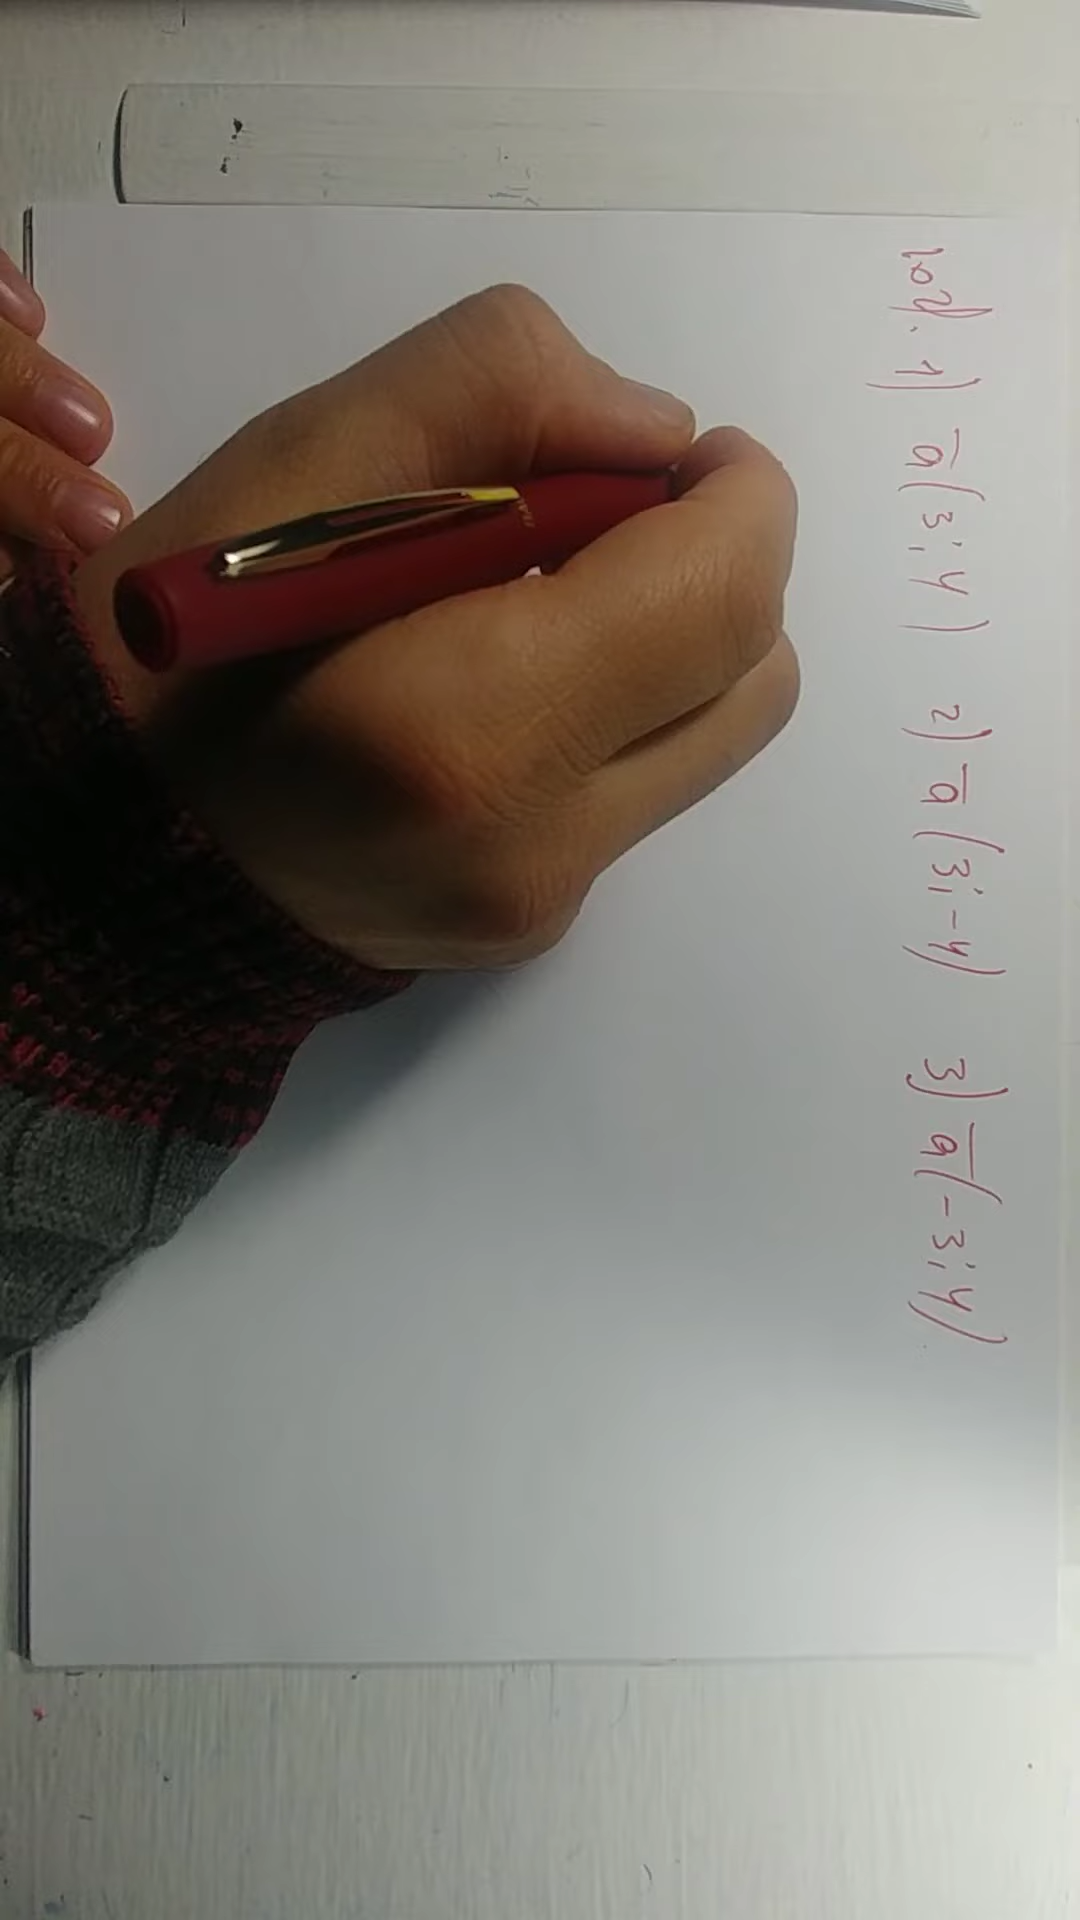 1) a̅(3; 4) 2) a̅(3; -4) 3) a̅(-3; 4)